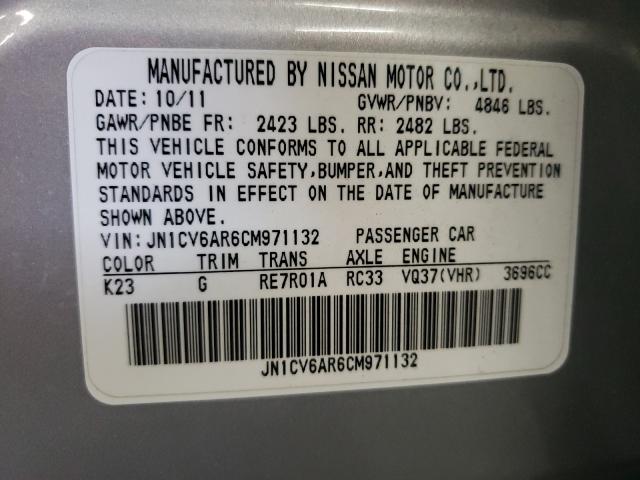 MANUFACTURED BY NISSAN MOTOR CO.,LTD.
DATE: 10/11 GVWR/PNBV: 4846 LBS.
GAWR/PNBE FR: 2423 LBS. RR: 2482 LBS.
THIS VEHICLE CONFORMS TO ALL APPLICABLE FEDERAL
MOTOR VEHICLE SAFETY,BUMPER,AND THEFT PREVENTION
STANDARDS IN EFFECT ON THE DATE OF MANUFACTURE
SHOWN ABOVE.
VIN:JN1CV6AR6CM971132 PASSENGER CAR
COLOR TRIM TRANS AXLE ENGINE
K23 G RE7R01A RC33 VQ37(VHR) 3696CC
JN1CV6AR6CM971132